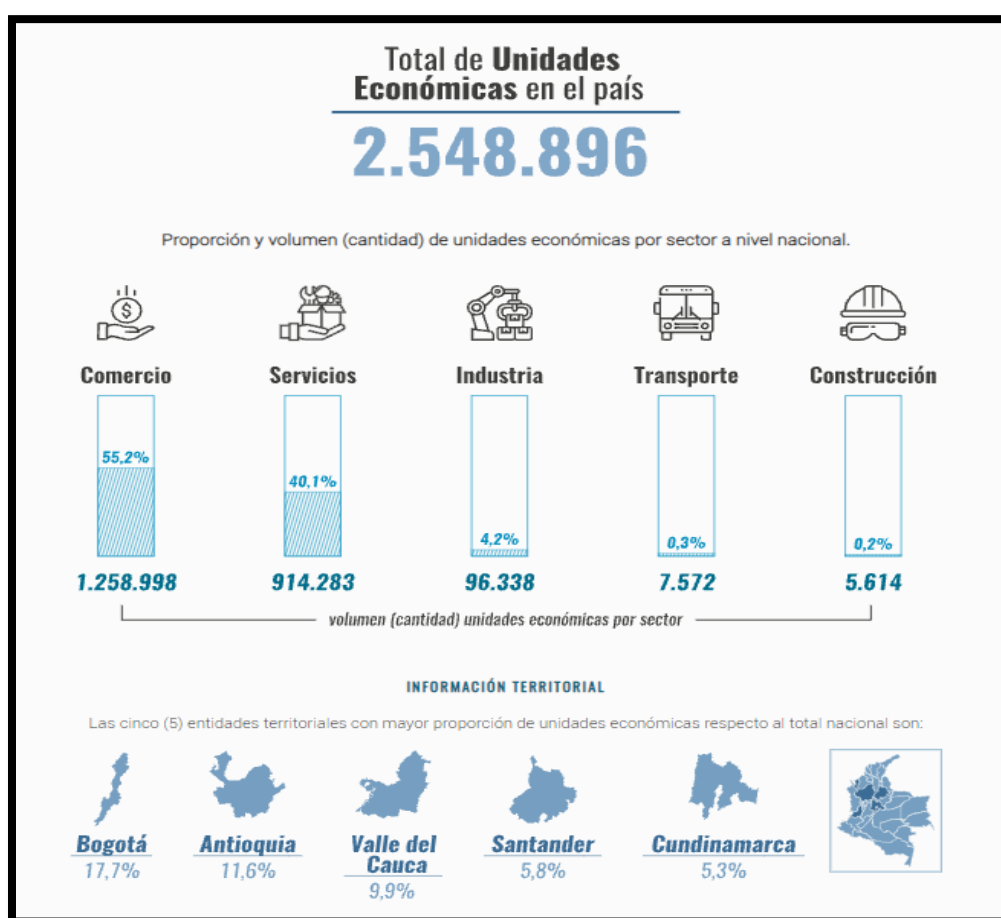 Total de Unidades
Económicas en el país
2.548.896
Proporción y volumen (cantidad) de unidades económicas por sector a nivel nacional.
$
Comercio Servicios Industria Transporte Construcción
55,2% 40,1% 4,2% 0,3% 0,2%
1.258.998 914.283 96.338 7.572 5.614
volumen (cantidad) unidades económicas por sector
INFORMACIÓN TERRITORIAL
Las cinco (5) entidades territoriales con mayor proporción de unidades económicas respecto al total nacional son:
Bogotá
17,7%
Antioquia
11,6%
Valle del
Cauca
9,9%
Santander
5,8%
Cundinamarca
5,3%